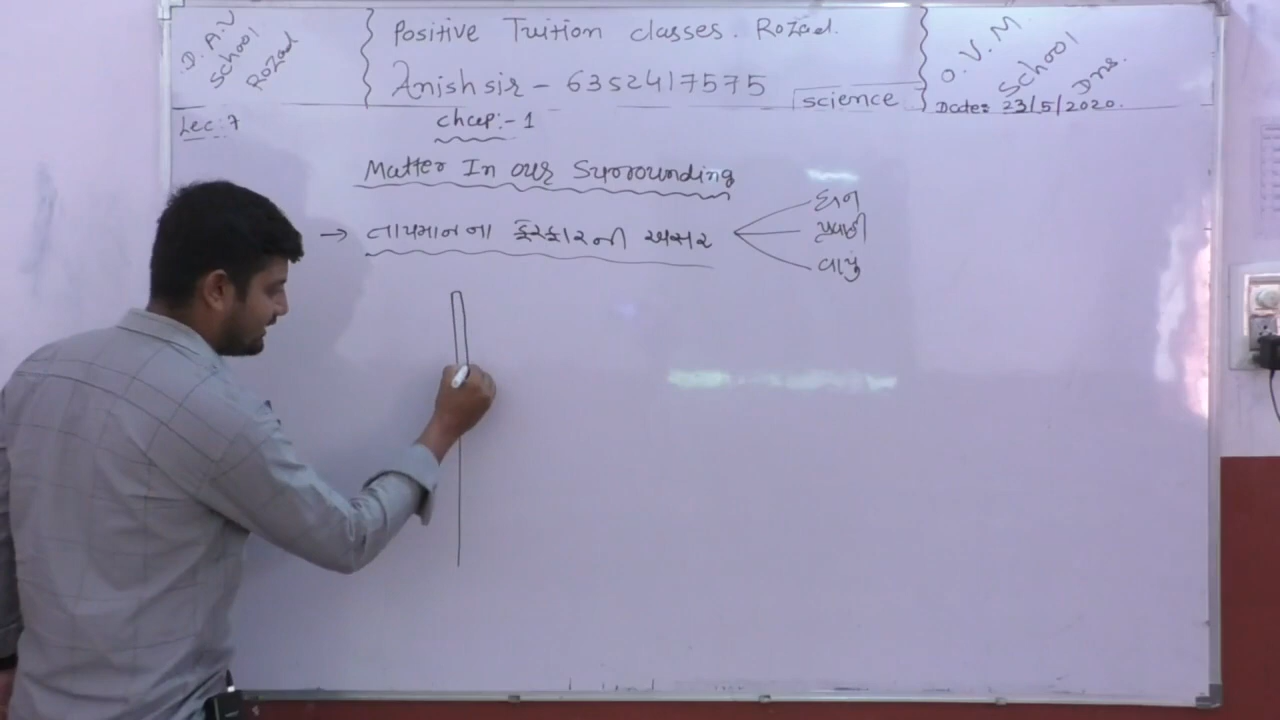 D. A. V
School
Rozad
Positive Tuition classes. Rozad.
Anish sir - 6352417575
science
O. V. M
School
Dns.
Date: 23/5/2020.
Lec: 7
chap:- 1
Matter In our Surrounding
→ તાપમાનના ફેરફારની અસર
ઘન
પ્રવાહી
વાયુ